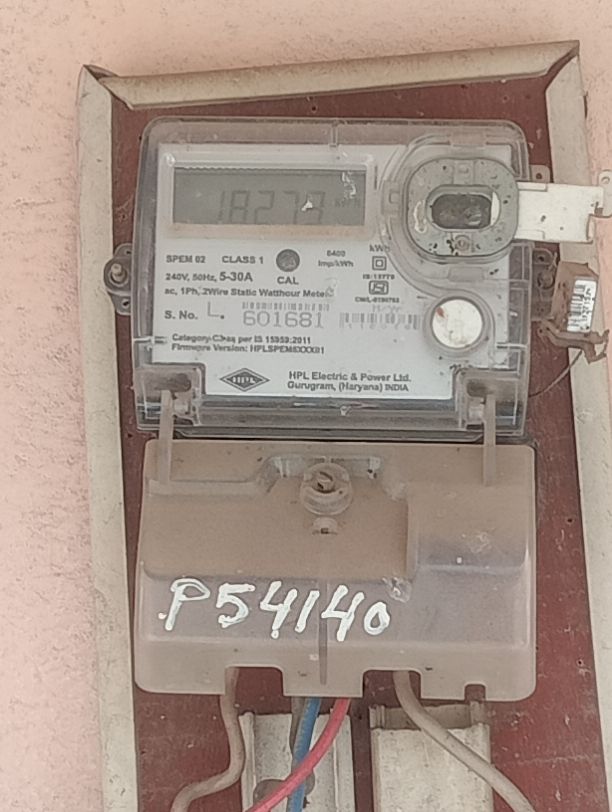 18273
kWh
SPEM 02 CLASS 1 6400 imp/kWh
240V, 50Hz, 5-30A CAL
ac, 1Ph, 2Wire Static Watthour Meter
S. No. L. 601681
Category C3 as per IS 15959:2011
Firmware Version:
HPL HPL Electric & Power Ltd.
Gurugram, (Haryana) INDIA
P54140